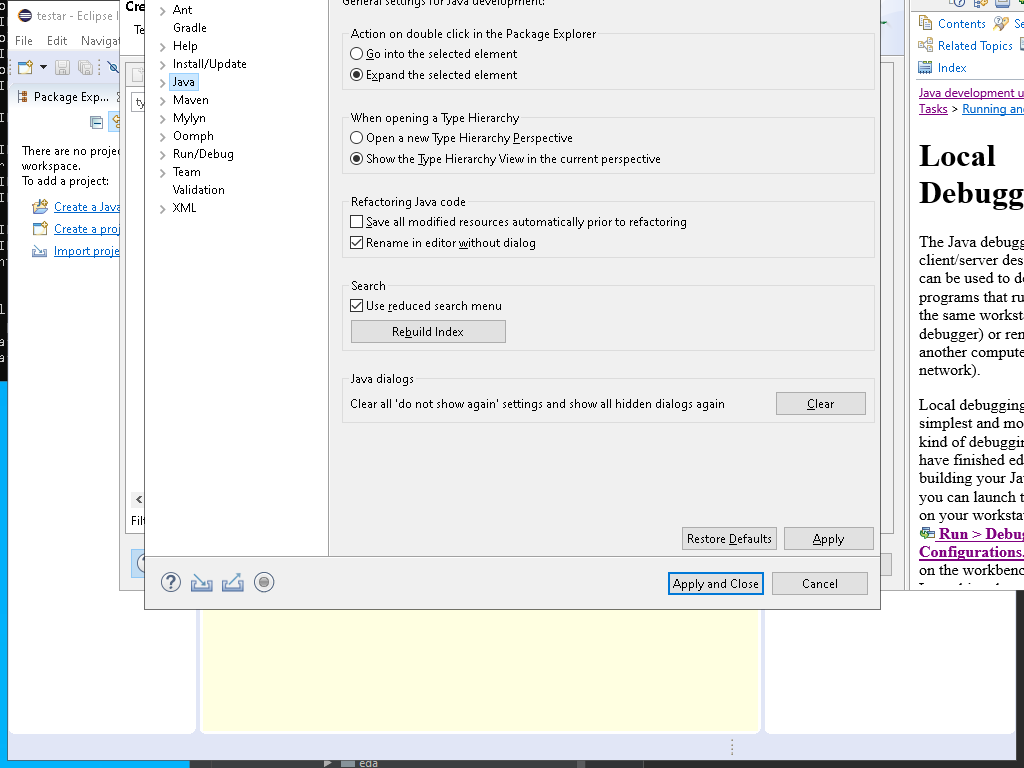 testar - Eclipse I
File Edit Navigat
Package Exp...
There are no projec
workspace.
To add a project:
Create a Java
Create a proj
Import proje
Cre
Ant
Gradle
Help
Install/Update
Java
Maven
Mylyn
Oomph
Run/Debug
Team
Validation
XML
General settings for Java development:
Action on double click in the Package Explorer
Go into the selected element
Expand the selected element
When opening a Type Hierarchy
Open a new Type Hierarchy Perspective
Show the Type Hierarchy View in the current perspective
Refactoring Java code
Save all modified resources automatically prior to refactoring
Rename in editor without dialog
Search
Use reduced search menu
Rebuild Index
Java dialogs
Clear all 'do not show again' settings and show all hidden dialogs again
Clear
Restore Defaults
Apply
Apply and Close
Cancel
Contents Se
Related Topics
Index
Java development u
Tasks > Running an
Local
Debugg
The Java debugg
client/server des
can be used to de
programs that ru
the same worksta
debugger) or ren
another compute
network).
Local debugging
simplest and mo
kind of debuggin
have finished ed
building your Ja
you can launch t
on your workstat
Run > Debug
Configurations.
on the workbenc
eda